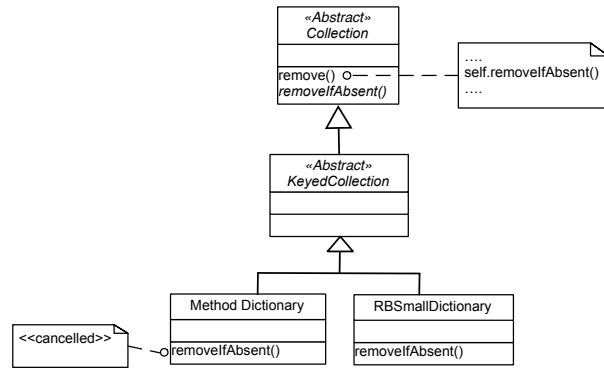 «Abstract»
Collection
remove()
removeIfAbsent()
....
self.removeIfAbsent()
....
«Abstract»
KeyedCollection
Method Dictionary
removeIfAbsent()
RBSmallDictionary
removeIfAbsent()
<<cancelled>>